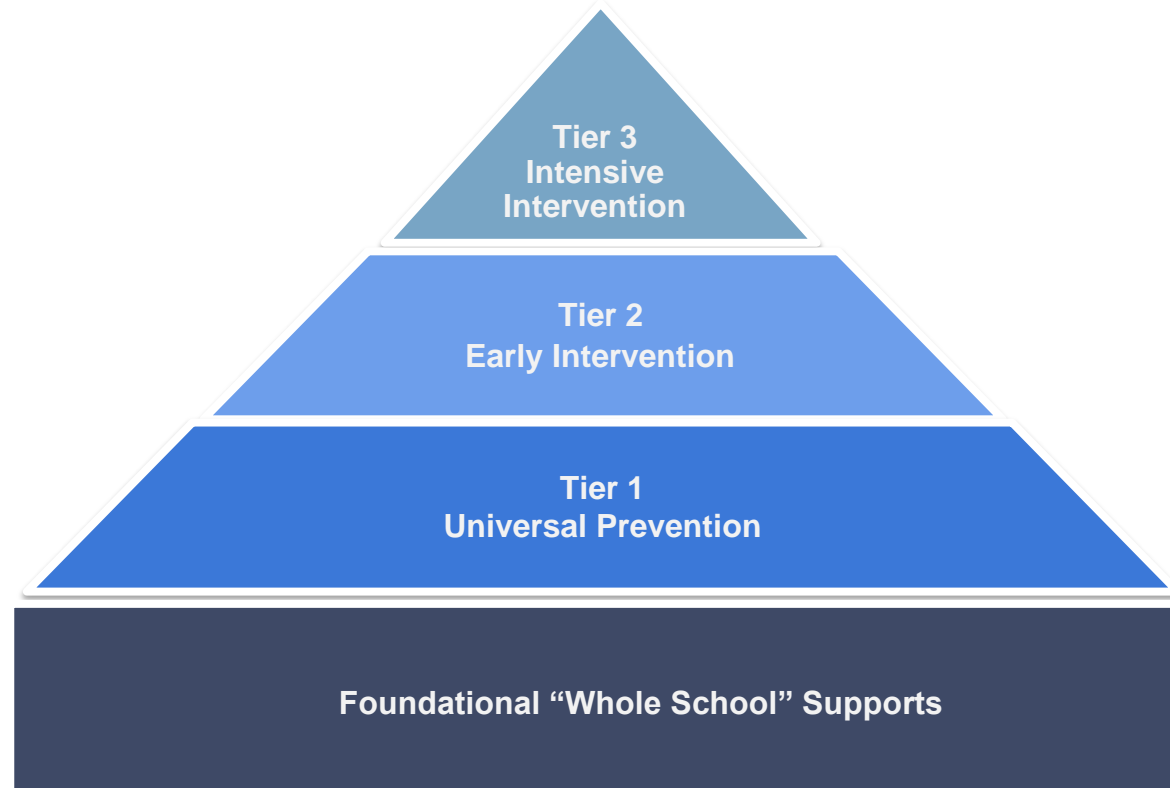 Tier 3
Intensive
Intervention
Tier 2
Early Intervention
Tier 1
Universal Prevention
Foundational “Whole School” Supports